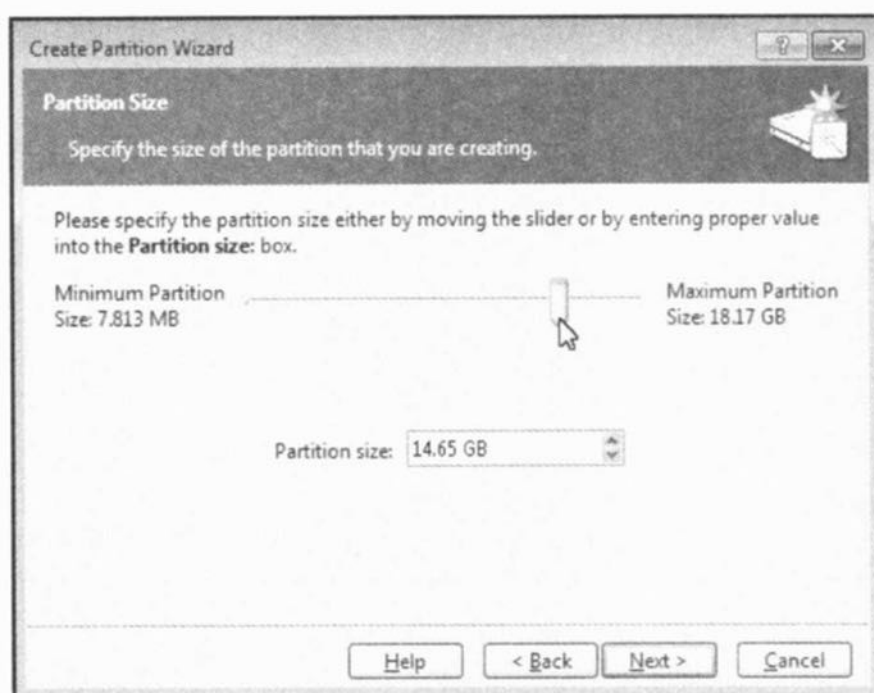 Create Partition Wizard
Partition Size
Specify the size of the partition that you are creating.
Please specify the partition size either by moving the slider or by entering proper value
into the Partition size: box.
Minimum Partition
Size: 7.813 MB
Maximum Partition
Size: 18.17 GB
Partition size: 14.65 GB
Help < Back Next > Cancel